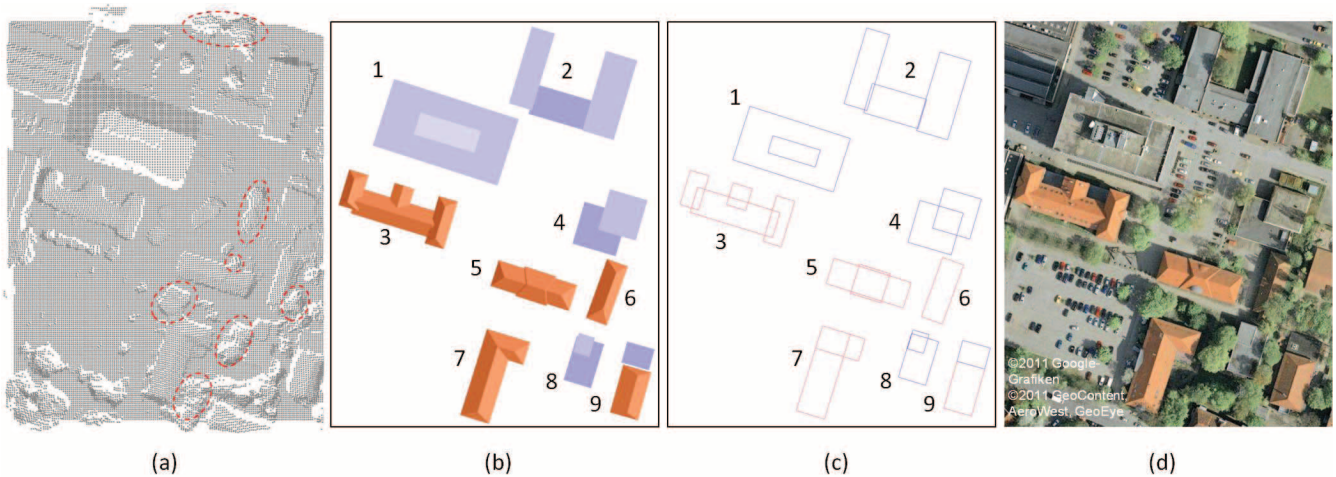 1
2
3
4
5
6
7
8
9
1
2
3
4
5
6
7
8
9
©2011 Google-
Grafiken
©2011 GeoContent,
AeroWest, GeoEye
(a)
(b)
(c)
(d)